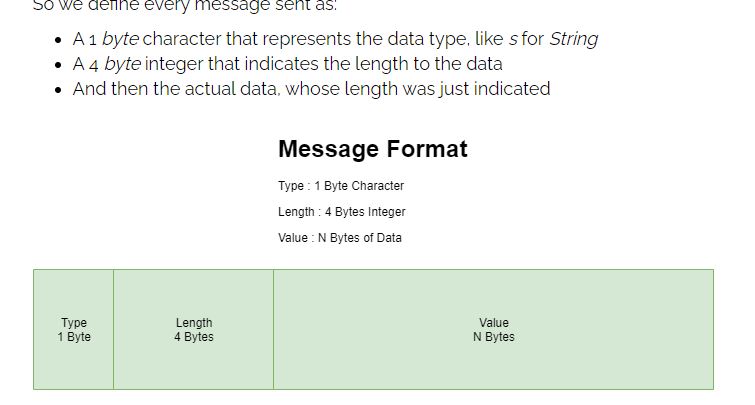 So we define every message sent as:
• A 1 byte character that represents the data type, like s for String
• A 4 byte integer that indicates the length to the data
• And then the actual data, whose length was just indicated
Message Format
Type : 1 Byte Character
Length : 4 Bytes Integer
Value : N Bytes of Data
Type
1 Byte
Length
4 Bytes
Value
N Bytes